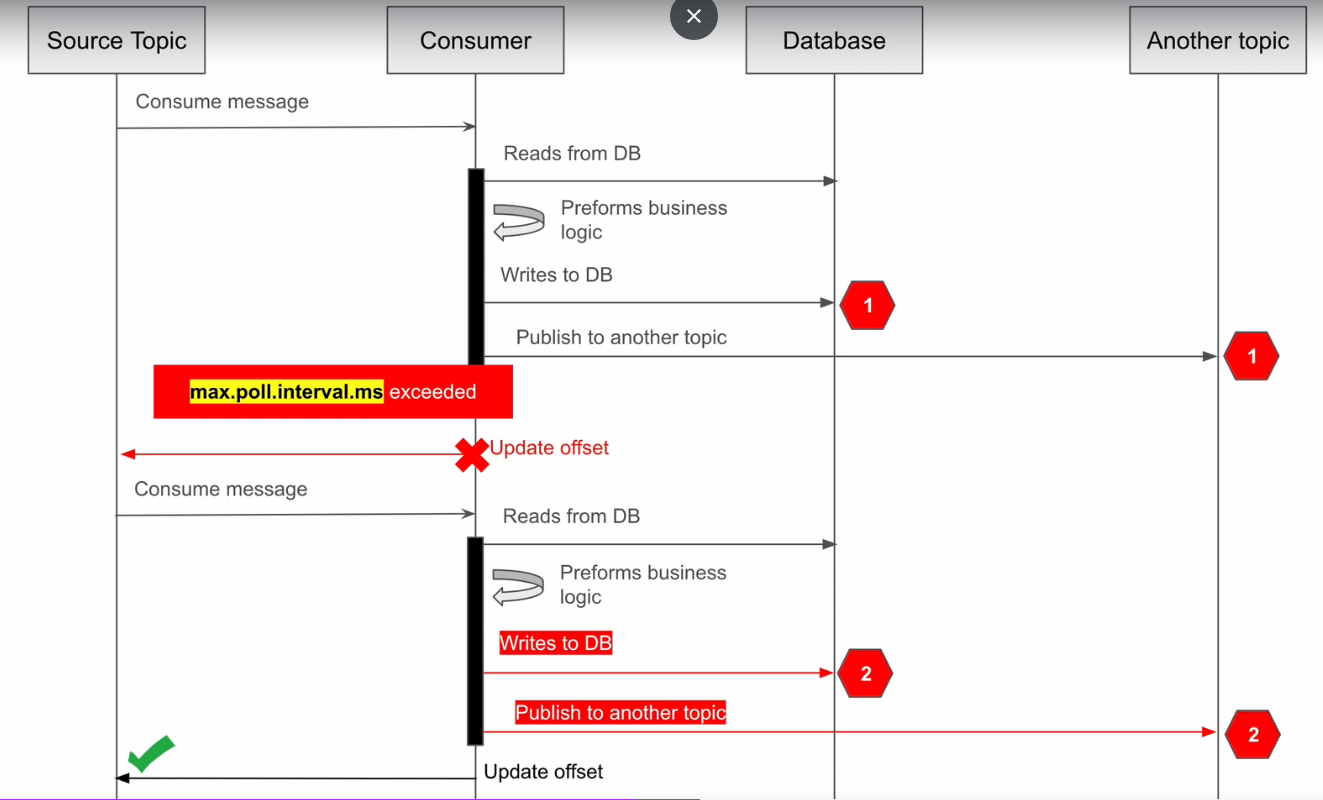 Source Topic
Consumer
Database
Another topic
Consume message
Reads from DB
Preforms business
logic
Writes to DB
1
Publish to another topic
1
max.poll.interval.ms exceeded
Update offset
Consume message
Reads from DB
Preforms business
logic
Writes to DB
2
Publish to another topic
2
Update offset